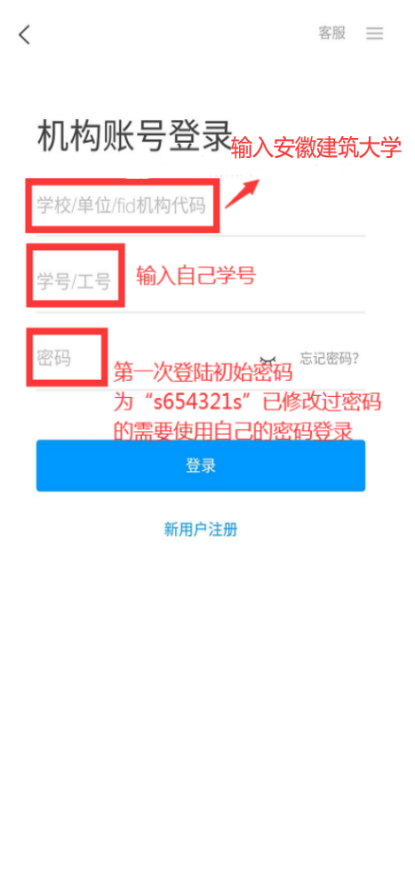 客服
机构账号登录
输入安徽建筑大学
学校/单位/fid机构代码
学号/工号
输入自己学号
密码
忘记密码?
第一次登陆初始密码
为“s654321s”已修改过密码
的需要使用自己的密码登录
登录
新用户注册